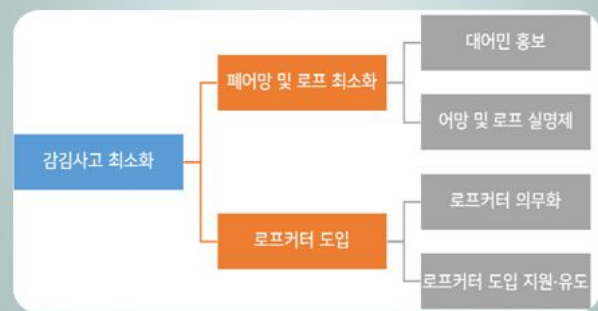 대어민 홍보
폐어망 및 로프 최소화
어망 및 로프 실명제
감김사고 최소화
로프커터 의무화
로프커터 도입
로프커터 도입 지원·유도